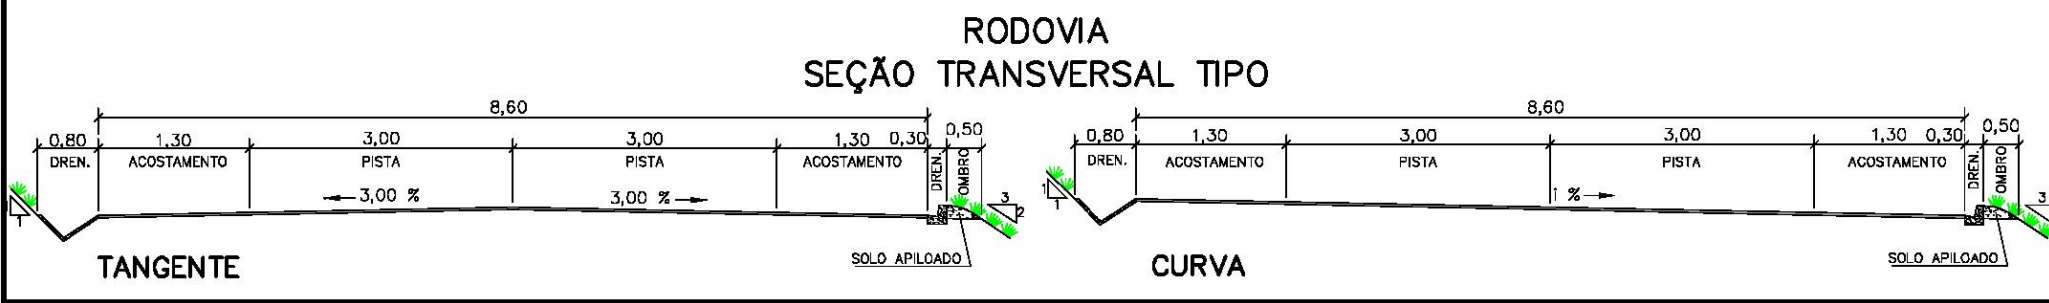 RODOVIA
SEÇÃO TRANSVERSAL TIPO
8,60
0,80 1,30 3,00 3,00 1,30 0,30 0,50
DREN. ACOSTAMENTO PISTA PISTA ACOSTAMENTO DREN. OMBRO
3,00 % 3,00 %
1
3
2
SOLO APILOADO
TANGENTE
8,60
0,80 1,30 3,00 3,00 1,30 0,30 0,50
DREN. ACOSTAMENTO PISTA PISTA ACOSTAMENTO DREN. OMBRO
1
1
i %
3
SOLO APILOADO
CURVA